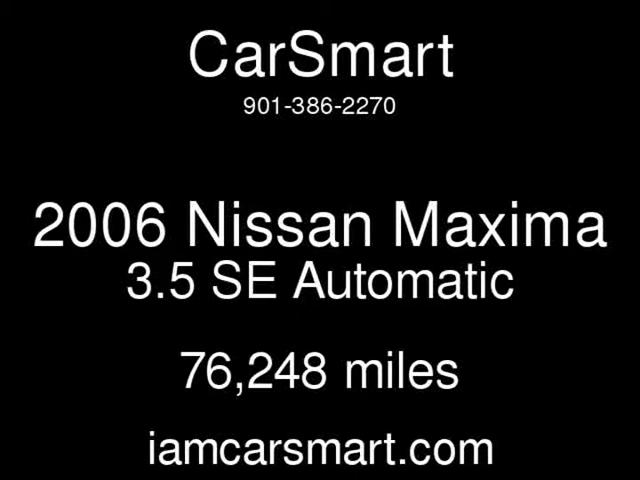 CarSmart
901-386-2270
2006 Nissan Maxima
3.5 SE Automatic
76,248 miles
iamcarsmart.com